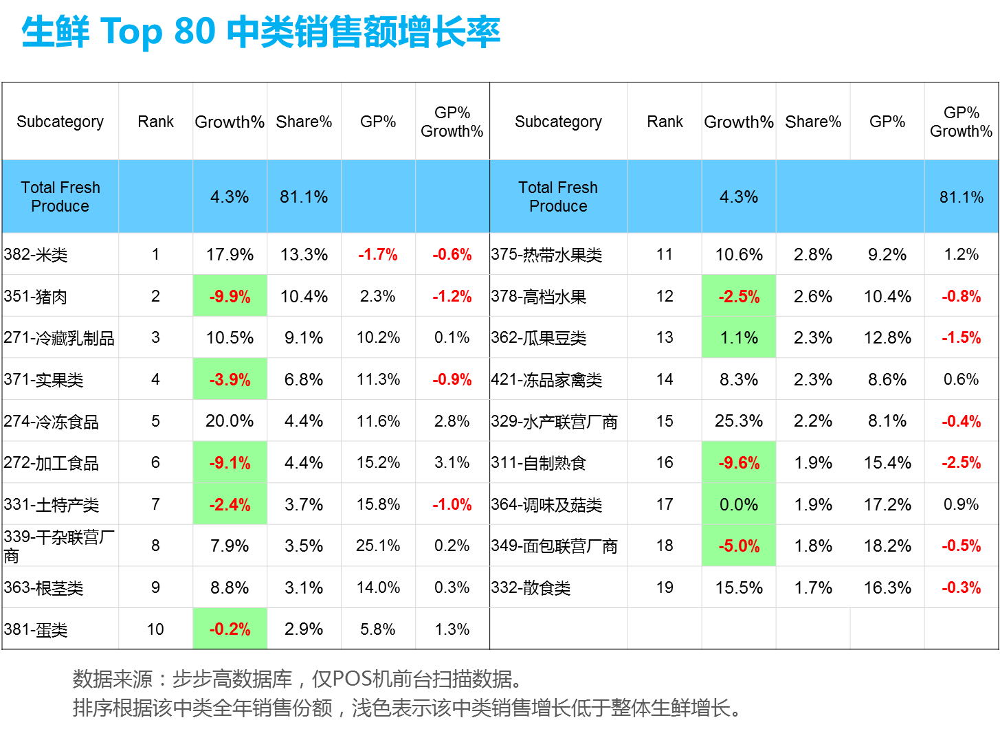 生鲜 Top 80 中类销售额增长率
Subcategory Rank Growth% Share% GP% GP% Growth% Subcategory Rank Growth% Share% GP% GP% Growth%
Total Fresh Produce 4.3% 81.1% Total Fresh Produce 4.3% 81.1%
382-米类 1 17.9% 13.3% -1.7% -0.6% 375-热带水果类 11 10.6% 2.8% 9.2% 1.2%
351-猪肉 2 -9.9% 10.4% 2.3% -1.2% 378-高档水果 12 -2.5% 2.6% 10.4% -0.8%
271-冷藏乳制品 3 10.5% 9.1% 10.2% 0.1% 362-瓜果豆类 13 1.1% 2.3% 12.8% -1.5%
371-实果类 4 -3.9% 6.8% 11.3% -0.9% 421-冻品家禽类 14 8.3% 2.3% 8.6% 0.6%
274-冷冻食品 5 20.0% 4.4% 11.6% 2.8% 329-水产联营厂商 15 25.3% 2.2% 8.1% -0.4%
272-加工食品 6 -9.1% 4.4% 15.2% 3.1% 311-自制熟食 16 -9.6% 1.9% 15.4% -2.5%
331-土特产类 7 -2.4% 3.7% 15.8% -1.0% 364-调味及菇类 17 0.0% 1.9% 17.2% 0.9%
339-干杂联营厂商 8 7.9% 3.5% 25.1% 0.2% 349-面包联营厂商 18 -5.0% 1.8% 18.2% -0.5%
363-根茎类 9 8.8% 3.1% 14.0% 0.3% 332-散食类 19 15.5% 1.7% 16.3% -0.3%
381-蛋类 10 -0.2% 2.9% 5.8% 1.3%
数据来源：步步高数据库，仅POS机前台扫描数据。
排序根据该中类全年销售份额，浅色表示该中类销售增长低于整体生鲜增长。